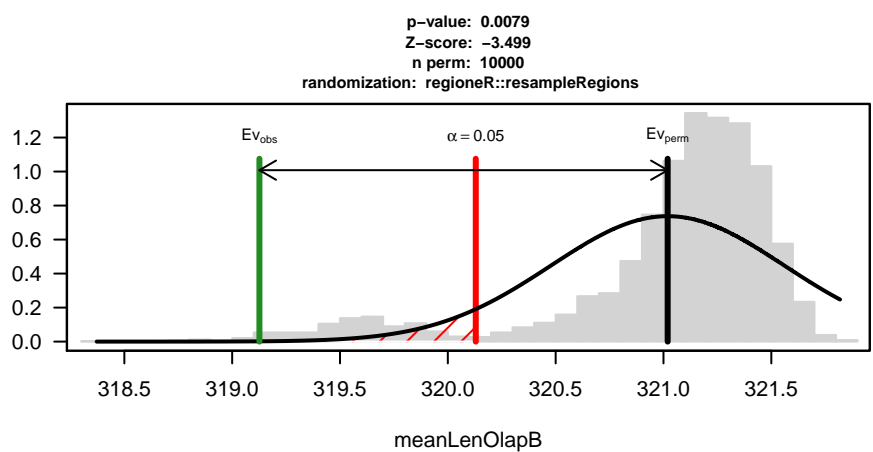 p−value: 0.0079
Z−score: −3.499
n perm: 10000
randomization: regioneR::resampleRegions
Ev_obs α = 0.05 Ev_perm
1.2
1.0
0.8
0.6
0.4
0.2
0.0
318.5 319.0 319.5 320.0 320.5 321.0 321.5
meanLenOlapB